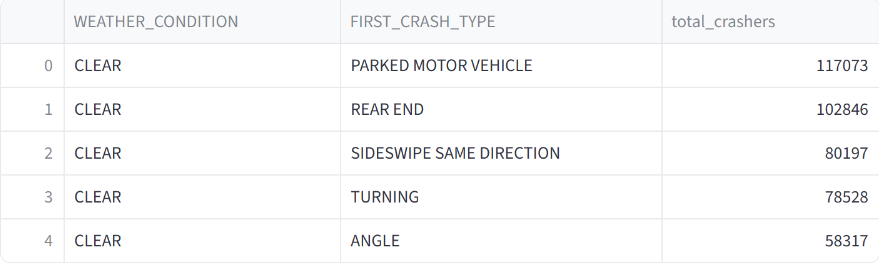 WEATHER_CONDITION FIRST_CRASH_TYPE total_crashers
0 CLEAR PARKED MOTOR VEHICLE 117073
1 CLEAR REAR END 102846
2 CLEAR SIDESWIPE SAME DIRECTION 80197
3 CLEAR TURNING 78528
4 CLEAR ANGLE 58317